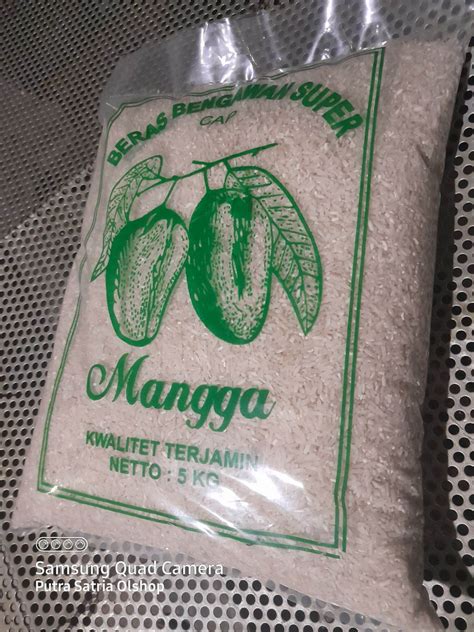 BERAS BENGAWAN SUPER
CAP
Mangga
KWALITET TERJAMIN
NETTO : 5 KG
Samsung Quad Camera
Putra Satria Olshop